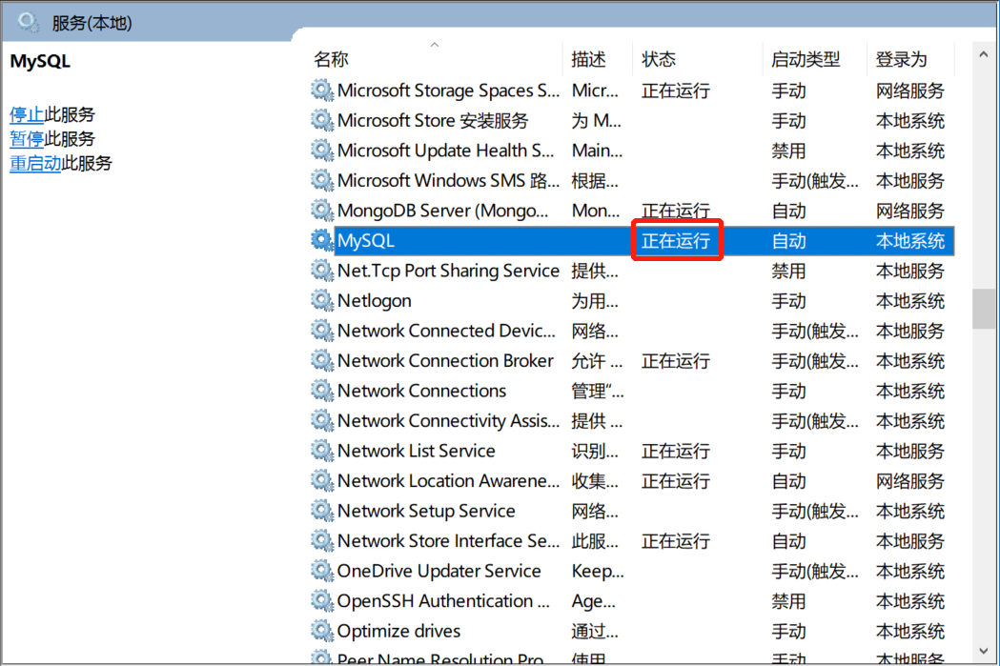 服务(本地)
MySQL
停止此服务
暂停此服务
重启动此服务
名称 描述 状态 启动类型 登录为
Microsoft Storage Spaces S... Micr... 正在运行 手动 网络服务
Microsoft Store 安装服务 为 M... 手动 本地系统
Microsoft Update Health S... Main... 禁用 本地系统
Microsoft Windows SMS 路... 根据... 手动(触发... 本地服务
MongoDB Server (Mongo... Mon... 正在运行 自动 网络服务
MySQL 正在运行 自动 本地系统
Net.Tcp Port Sharing Service 提供... 禁用 本地服务
Netlogon 为用... 手动 本地系统
Network Connected Devic... 网络... 手动(触发... 本地服务
Network Connection Broker 允许 ... 正在运行 手动(触发... 本地系统
Network Connections 管理“... 手动 本地系统
Network Connectivity Assis... 提供 ... 手动(触发... 本地系统
Network List Service 识别... 正在运行 手动 本地服务
Network Location Awarene... 收集... 正在运行 自动 网络服务
Network Setup Service 网络... 手动(触发... 本地系统
Network Store Interface Se... 此服... 正在运行 自动 本地服务
OneDrive Updater Service Keep... 手动(触发... 本地系统
OpenSSH Authentication ... Age... 禁用 本地系统
Optimize drives 通过... 手动 本地系统
Peer Name Resolution Pro... 使用... 手动 本地服务